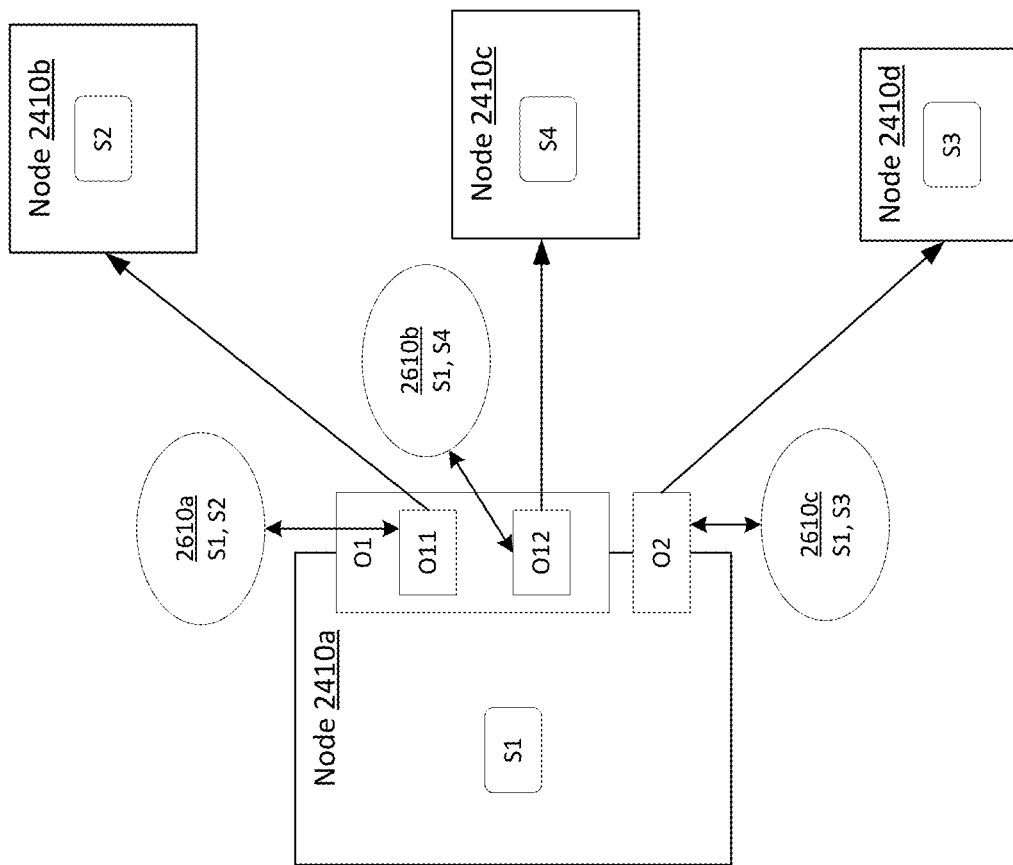 Node 2410a
S1
O1
O11
O12
O2
2610a
S1, S2
2610b
S1, S4
2610c
S1, S3
Node 2410b
S2
Node 2410c
S4
Node 2410d
S3